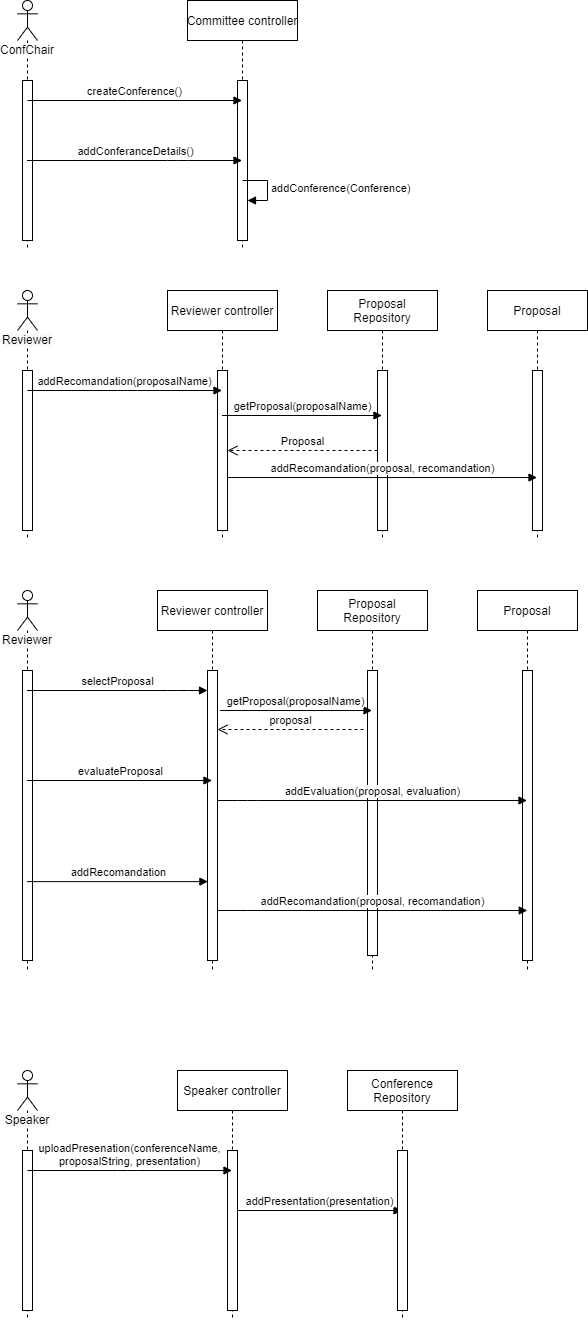 Committee controller
ConfChair
createConference()
addConferanceDetails()
addConference(Conference)
Reviewer controller
Proposal
Repository
Proposal
Reviewer
addRecomandation(proposalName)
getProposal(proposalName)
Proposal
addRecomandation(proposal, recomandation)
Reviewer controller
Proposal
Repository
Proposal
Reviewer
selectProposal
getProposal(proposalName)
proposal
evaluateProposal
addEvaluation(proposal, evaluation)
addRecomandation
addRecomandation(proposal, recomandation)
Speaker controller
Conference
Repository
Speaker
uploadPresenation(conferenceName,
proposalString, presentation)
addPresentation(presentation)